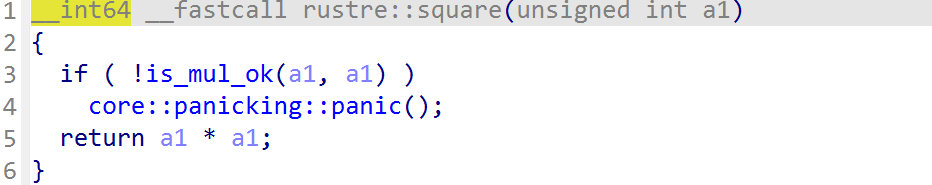 1 __int64 __fastcall rustre::square(unsigned int a1)
2 {
3   if ( !is_mul_ok(a1, a1) )
4     core::panicking::panic();
5   return a1 * a1;
6 }